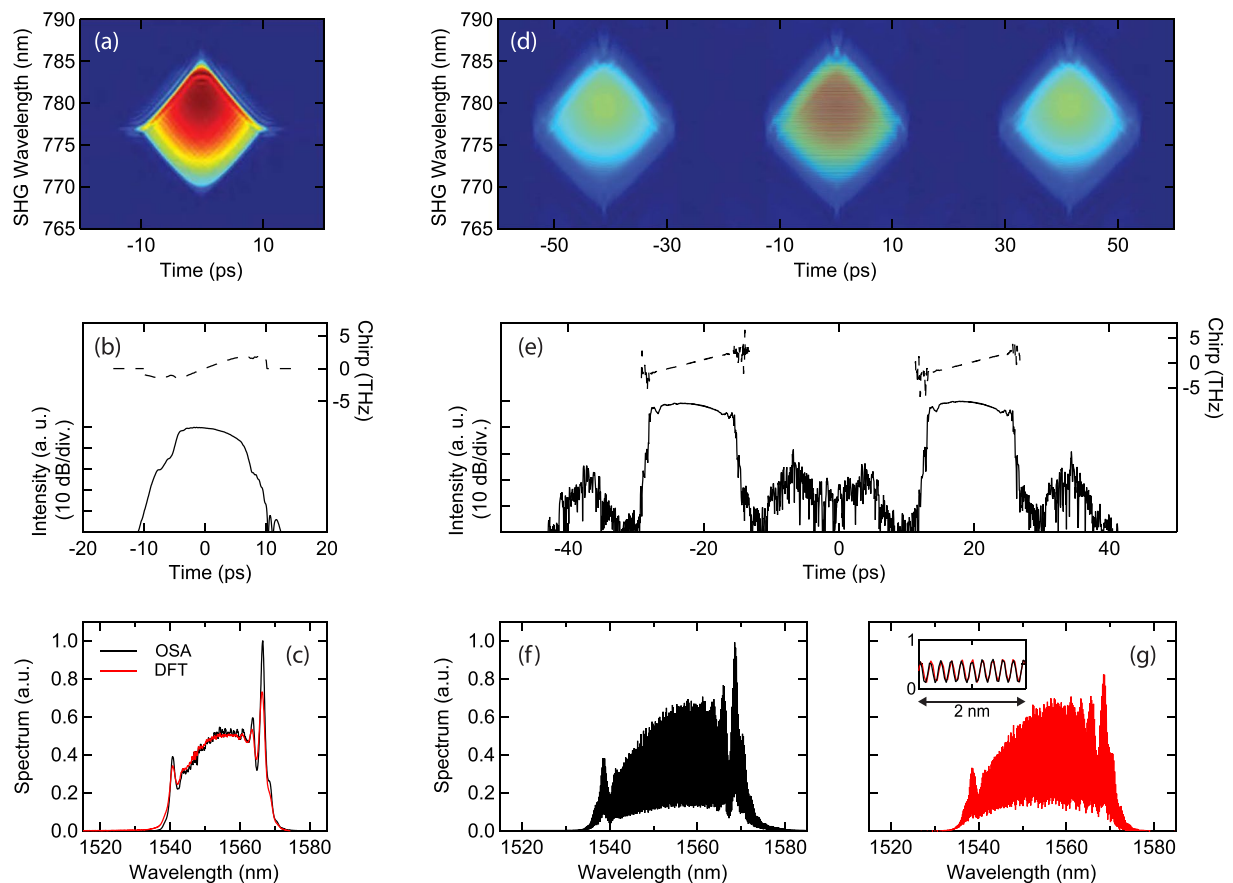 (a)
SHG Wavelength (nm)
790
785
780
775
770
765
-10
10
Time (ps)
(d)
SHG Wavelength (nm)
790
785
780
775
770
765
-50
-30
-10
10
30
50
Time (ps)
(b)
Intensity (a. u.)
(10 dB/div.)
Chirp (THz)
5
0
-5
-20
-10
0
10
20
Time (ps)
(e)
Intensity (a. u.)
(10 dB/div.)
Chirp (THz)
5
0
-5
-40
-20
0
20
40
Time (ps)
(c)
OSA
DFT
Spectrum (a.u.)
1.0
0.8
0.6
0.4
0.2
0.0
1520
1540
1560
1580
Wavelength (nm)
(f)
Spectrum (a.u.)
1.0
0.8
0.6
0.4
0.2
0.0
1520
1540
1560
1580
Wavelength (nm)
(g)
1
0
2 nm
1520
1540
1560
1580
Wavelength (nm)